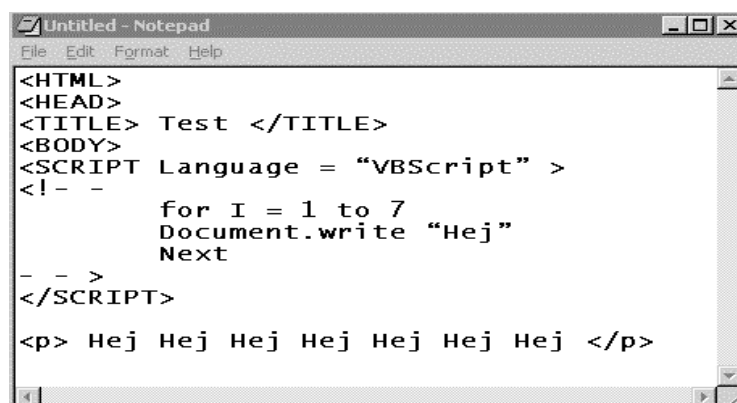 Untitled - Notepad
File Edit Format Help
<HTML>
<HEAD>
<TITLE> Test </TITLE>
<BODY>
<SCRIPT Language = “VBScript” >
<!- -
for I = 1 to 7
Document.write “Hej”
Next
- - >
</SCRIPT>
<p> Hej Hej Hej Hej Hej Hej Hej </p>